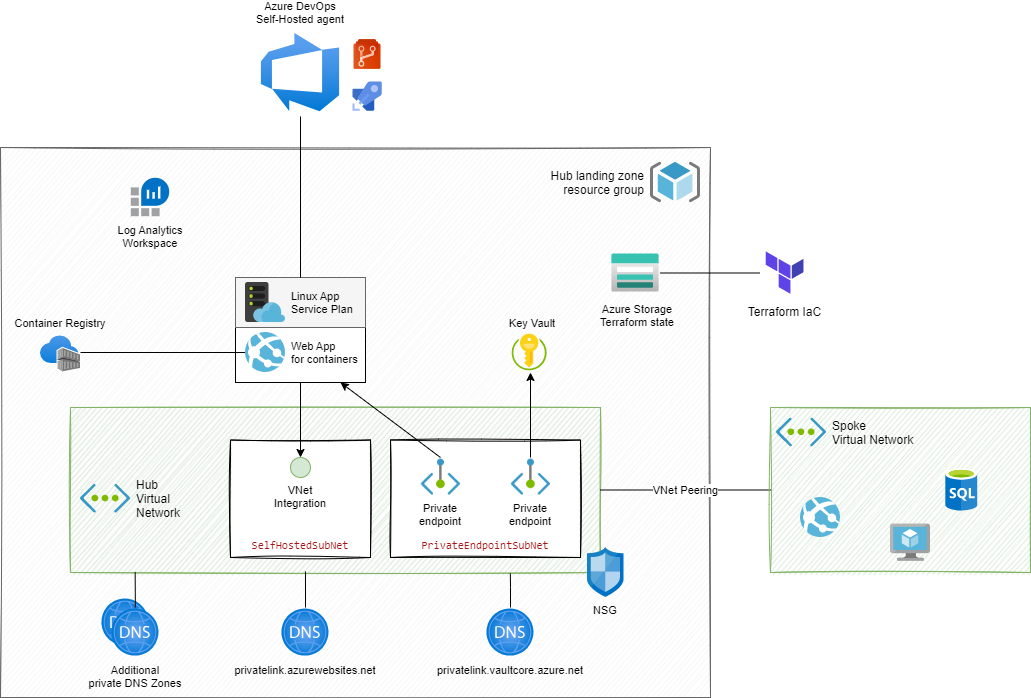 Azure DevOps
Self-Hosted agent
Hub landing zone
resource group
Log Analytics
Workspace
Linux App
Service Plan
Azure Storage
Terraform state
Terraform IaC
Container Registry
Web App
for containers
Key Vault
Hub
Virtual
Network
VNet
Integration
SelfHostedSubNet
Private
endpoint
Private
endpoint
PrivateEndpointSubNet
VNet Peering
Spoke
Virtual Network
SQL
NSG
DNS
DNS
DNS
Additional
private DNS Zones
privatelink.azurewebsites.net
privatelink.vaultcore.azure.net